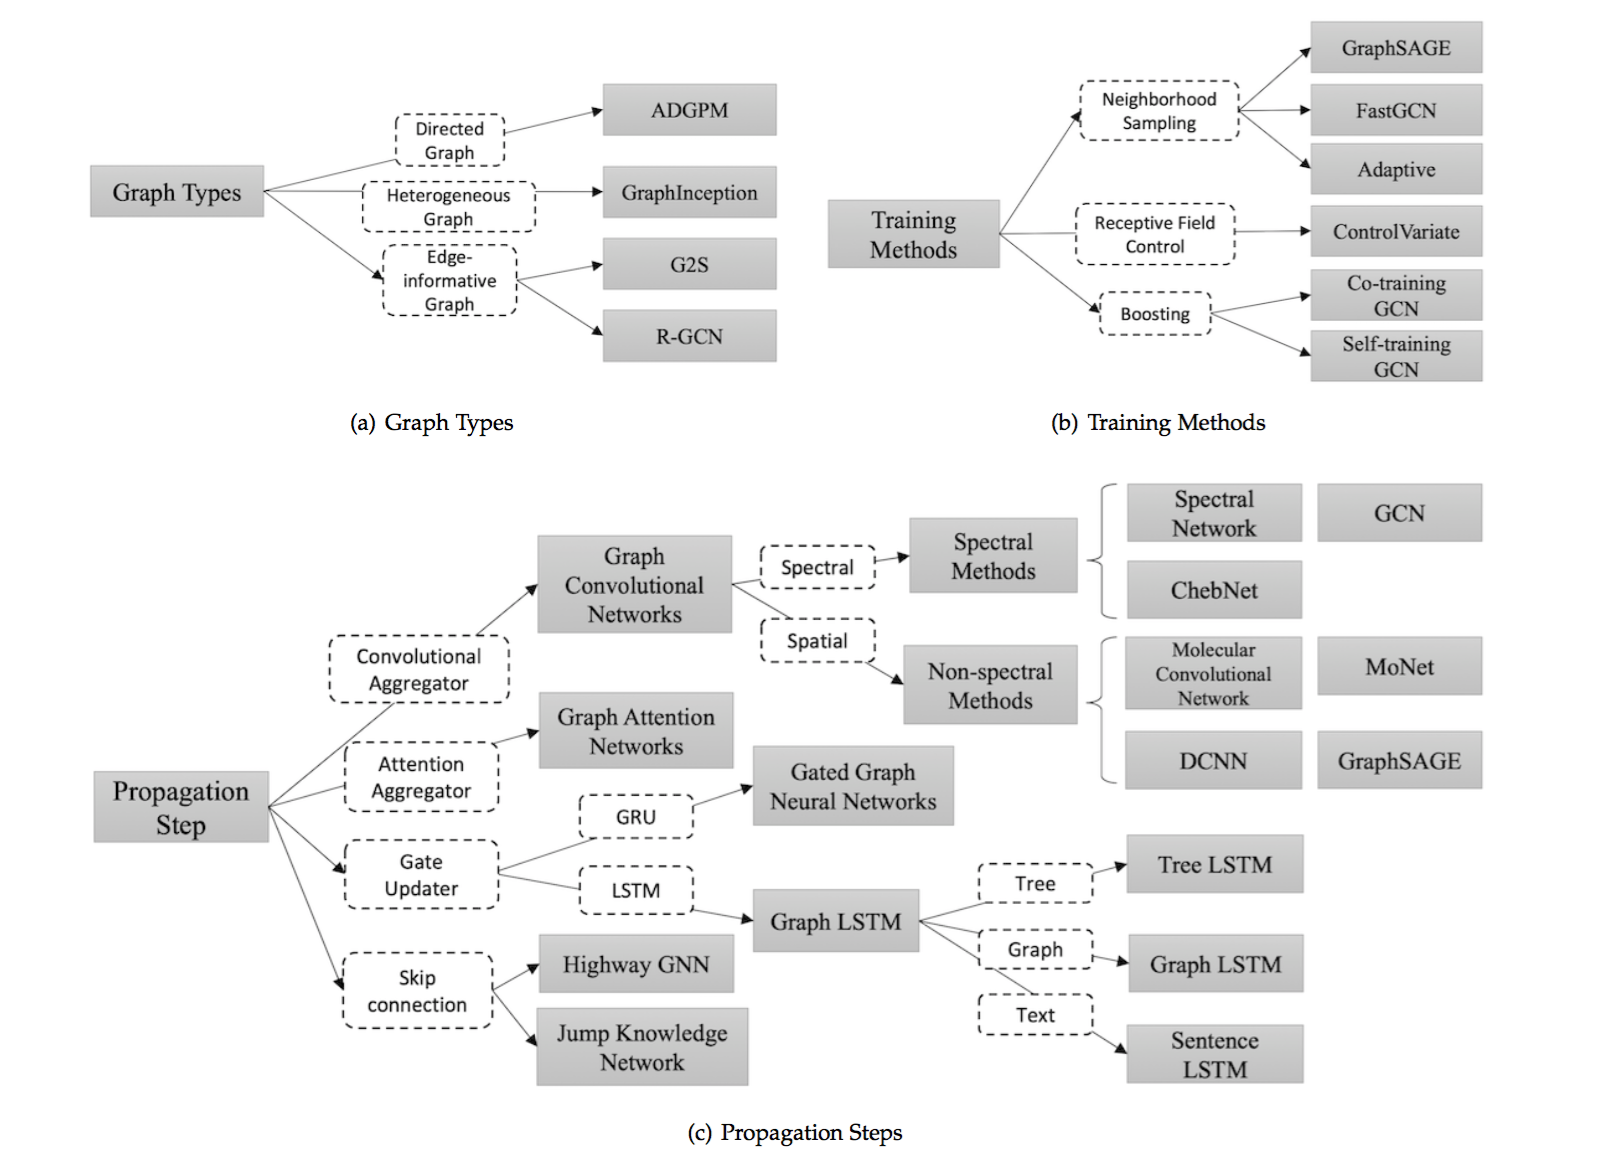 Graph Types
Directed
Graph
Heterogeneous
Graph
Edge-
informative
Graph
ADGPM
GraphInception
G2S
R-GCN
(a) Graph Types
Training
Methods
Neighborhood
Sampling
Receptive Field
Control
Boosting
GraphSAGE
FastGCN
Adaptive
ControlVariate
Co-training
GCN
Self-training
GCN
(b) Training Methods
Propagation
Step
Convolutional
Aggregator
Attention
Aggregator
Gate
Updater
Skip
connection
Graph
Convolutional
Networks
Graph Attention
Networks
GRU
LSTM
Highway GNN
Jump Knowledge
Network
Spectral
Spatial
Spectral
Methods
Non-spectral
Methods
Gated Graph
Neural Networks
Graph LSTM
Spectral
Network
GCN
ChebNet
Molecular
Convolutional
Network
MoNet
DCNN
GraphSAGE
Tree
Graph
Text
Tree LSTM
Graph LSTM
Sentence
LSTM
(c) Propagation Steps